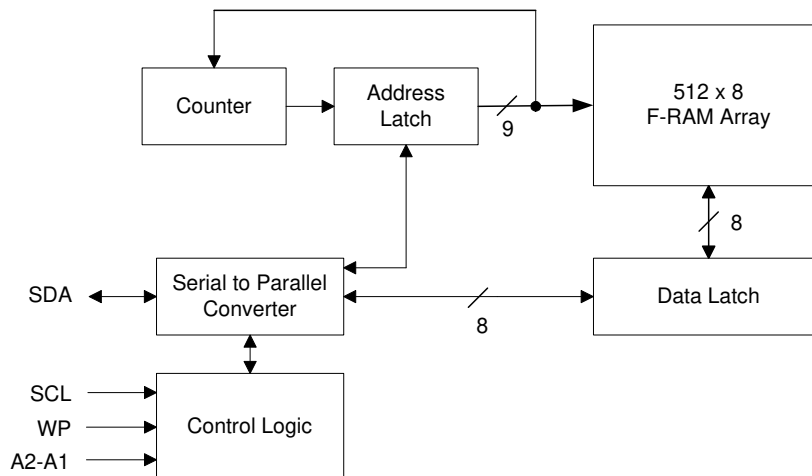 Counter
Address
Latch
9
512 x 8
F-RAM Array
8
SDA
Serial to Parallel
Converter
8
Data Latch
SCL
WP
A2-A1
Control Logic